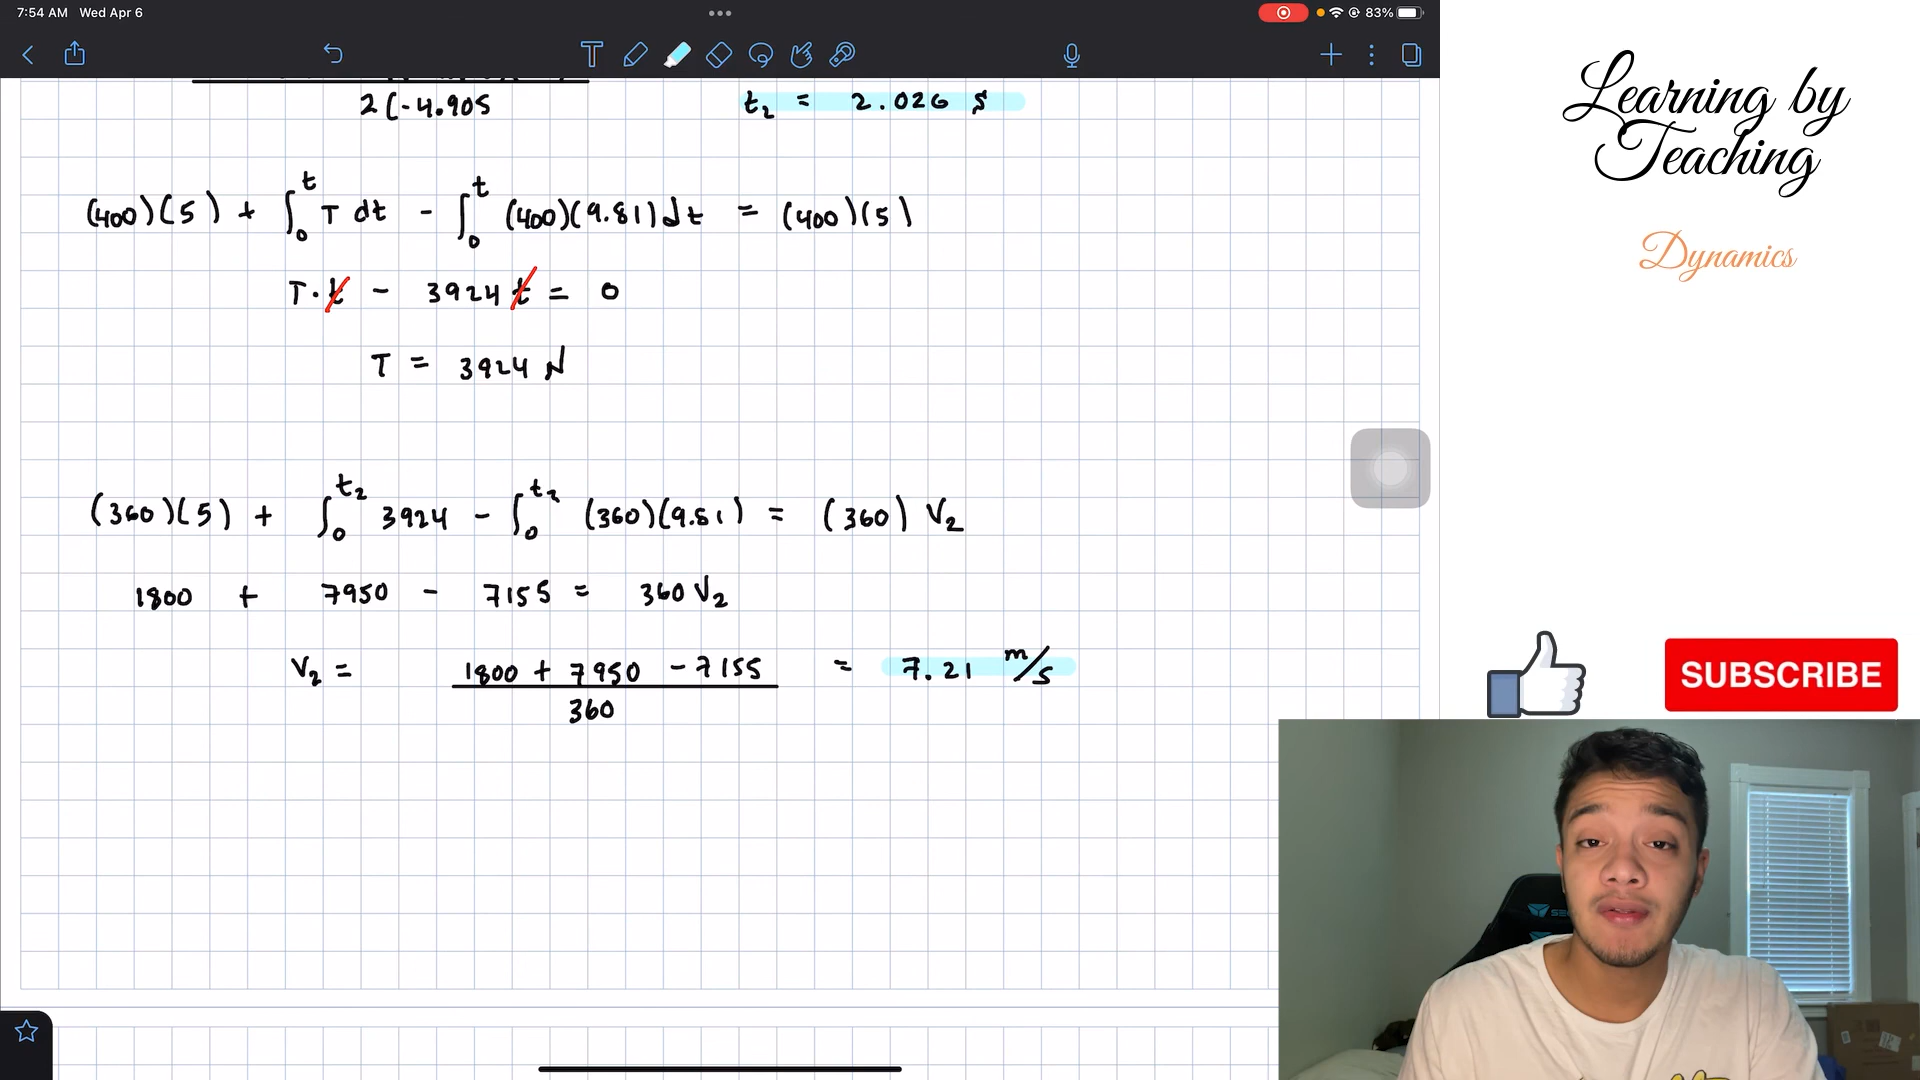 7:54 AM Wed Apr 6
83%
2(-4.905
t₂ = 2.026 s
(400)(5) + ∫₀ᵗ T dt - ∫₀ᵗ (400)(9.81) dt = (400)(5)
T·t - 3924 t = 0
T = 3924 N
(360)(5) + ∫₀^t₂ 3924 - ∫₀^t₂ (360)(9.81) = (360) V₂
1800 + 7950 - 7155 = 360 V₂
V₂ = 1800 + 7950 - 7155 = 7.21 m/s
360
Learning by
Teaching
Dynamics
SUBSCRIBE